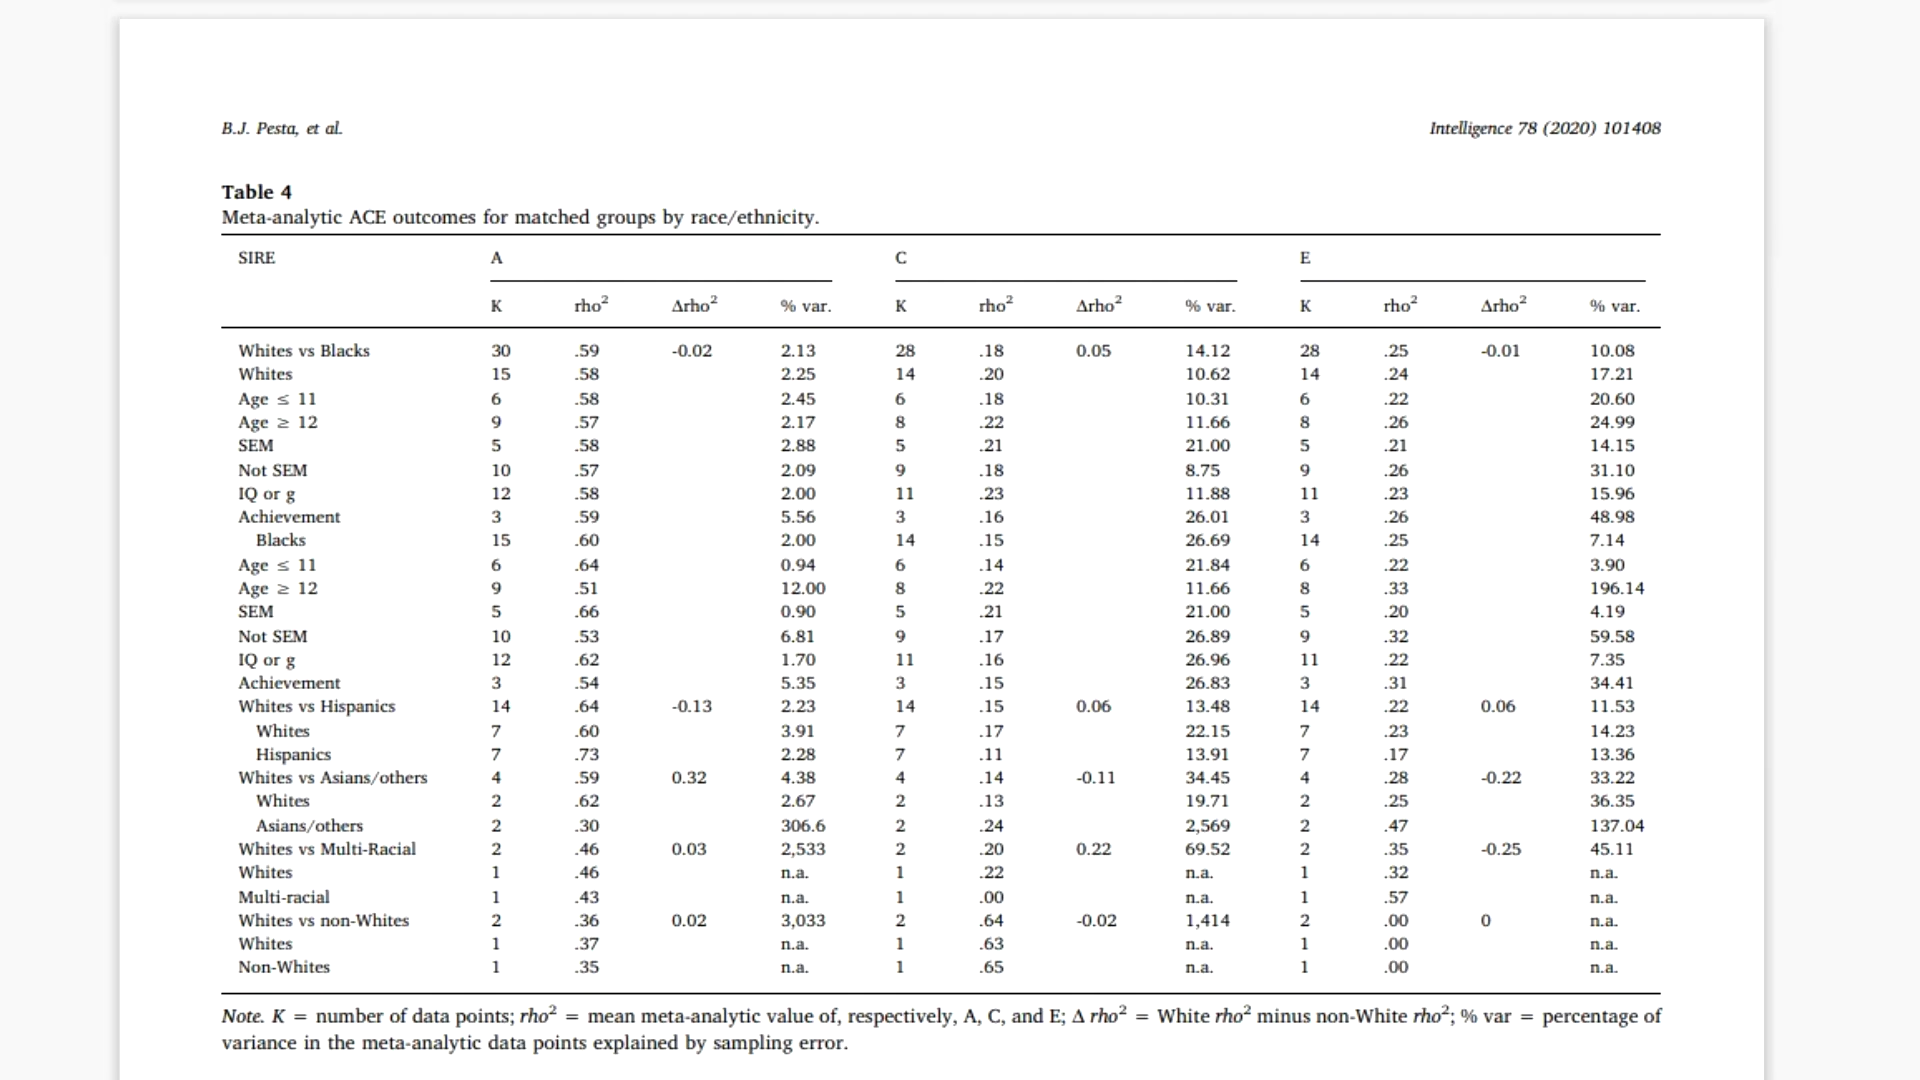 B.J. Pesta, et al.
Intelligence 78 (2020) 101408
Table 4
Meta-analytic ACE outcomes for matched groups by race/ethnicity.
SIRE A C E
K rho² Δrho² % var. K rho² Δrho² % var. K rho² Δrho² % var.
Whites vs Blacks 30 .59 -0.02 2.13 28 .18 0.05 14.12 28 .25 -0.01 10.08
Whites 15 .58 2.25 14 .20 10.62 14 .24 17.21
Age ≤ 11 6 .58 2.45 6 .18 10.31 6 .22 20.60
Age ≥ 12 9 .57 2.17 8 .22 11.66 8 .26 24.99
SEM 5 .58 2.88 5 .21 21.00 5 .21 14.15
Not SEM 10 .57 2.09 9 .18 8.75 9 .26 31.10
IQ or g 12 .58 2.00 11 .23 11.88 11 .23 15.96
Achievement 3 .59 5.56 3 .16 26.01 3 .26 48.98
Blacks 15 .60 2.00 14 .15 26.69 14 .25 7.14
Age ≤ 11 6 .64 0.94 6 .14 21.84 6 .22 3.90
Age ≥ 12 9 .51 12.00 8 .22 11.66 8 .33 196.14
SEM 5 .66 0.90 5 .21 21.00 5 .20 4.19
Not SEM 10 .53 6.81 9 .17 26.89 9 .32 59.58
IQ or g 12 .62 1.70 11 .16 26.96 11 .22 7.35
Achievement 3 .54 5.35 3 .15 26.83 3 .31 34.41
Whites vs Hispanics 14 .64 -0.13 2.23 14 .15 0.06 13.48 14 .22 0.06 11.53
Whites 7 .60 3.91 7 .17 22.15 7 .23 14.23
Hispanics 7 .73 2.28 7 .11 13.91 7 .17 13.36
Whites vs Asians/others 4 .59 0.32 4.38 4 .14 -0.11 34.45 4 .28 -0.22 33.22
Whites 2 .62 2.67 2 .13 19.71 2 .25 36.35
Asians/others 2 .30 306.6 2 .24 2,569 2 .47 137.04
Whites vs Multi-Racial 2 .46 0.03 2,533 2 .20 0.22 69.52 2 .35 -0.25 45.11
Whites 1 .46 n.a. 1 .22 n.a. 1 .32 n.a.
Multi-racial 1 .43 n.a. 1 .00 n.a. 1 .57 n.a.
Whites vs non-Whites 2 .36 0.02 3,033 2 .64 -0.02 1,414 2 .00 0 n.a.
Whites 1 .37 n.a. 1 .63 n.a. 1 .00 n.a.
Non-Whites 1 .35 n.a. 1 .65 n.a. 1 .00 n.a.
Note. K = number of data points; rho² = mean meta-analytic value of, respectively, A, C, and E; Δ rho² = White rho² minus non-White rho²; % var = percentage of
variance in the meta-analytic data points explained by sampling error.